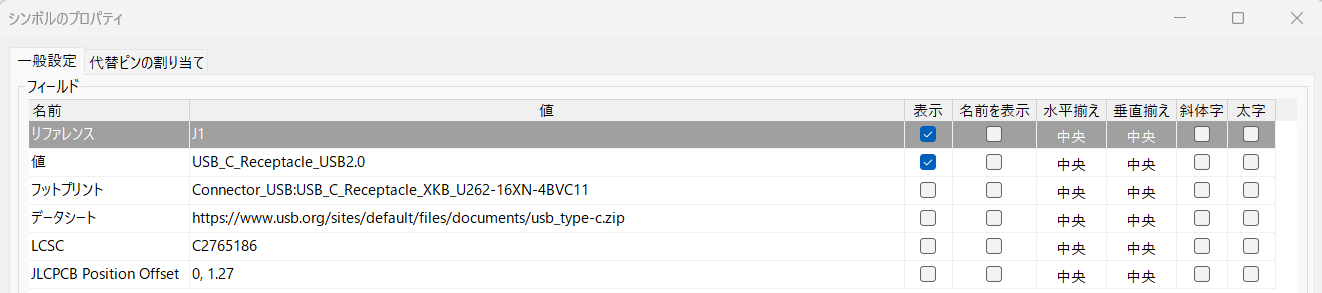 シンボルのプロパティ
一般設定 代替ピンの割り当て
フィールド
名前 値 表示 名前を表示 水平揃え 垂直揃え 斜体字 太字
リファレンス J1 中央 中央
値 USB_C_Receptacle_USB2.0 中央 中央
フットプリント Connector_USB:USB_C_Receptacle_XKB_U262-16XN-4BVC11 中央 中央
データシート https://www.usb.org/sites/default/files/documents/usb_type-c.zip 中央 中央
LCSC C2765186 中央 中央
JLCPCB Position Offset 0, 1.27 中央 中央